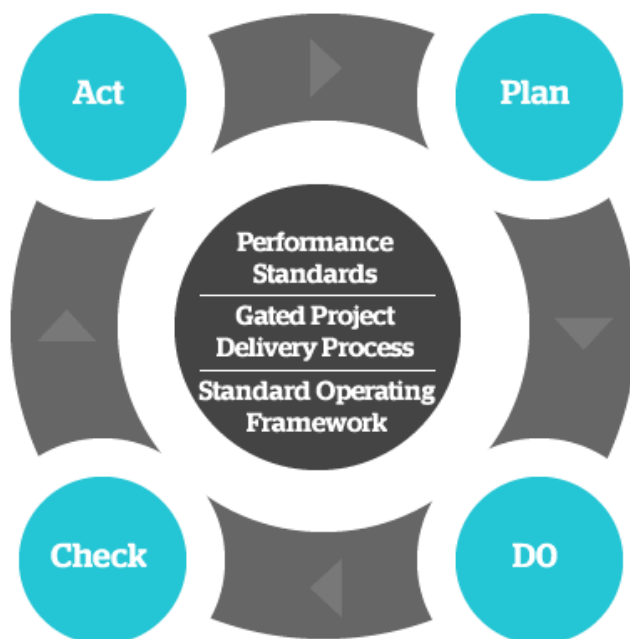 Act
Plan
Performance
Standards
Gated Project
Delivery Process
Standard Operating
Framework
Check
DO